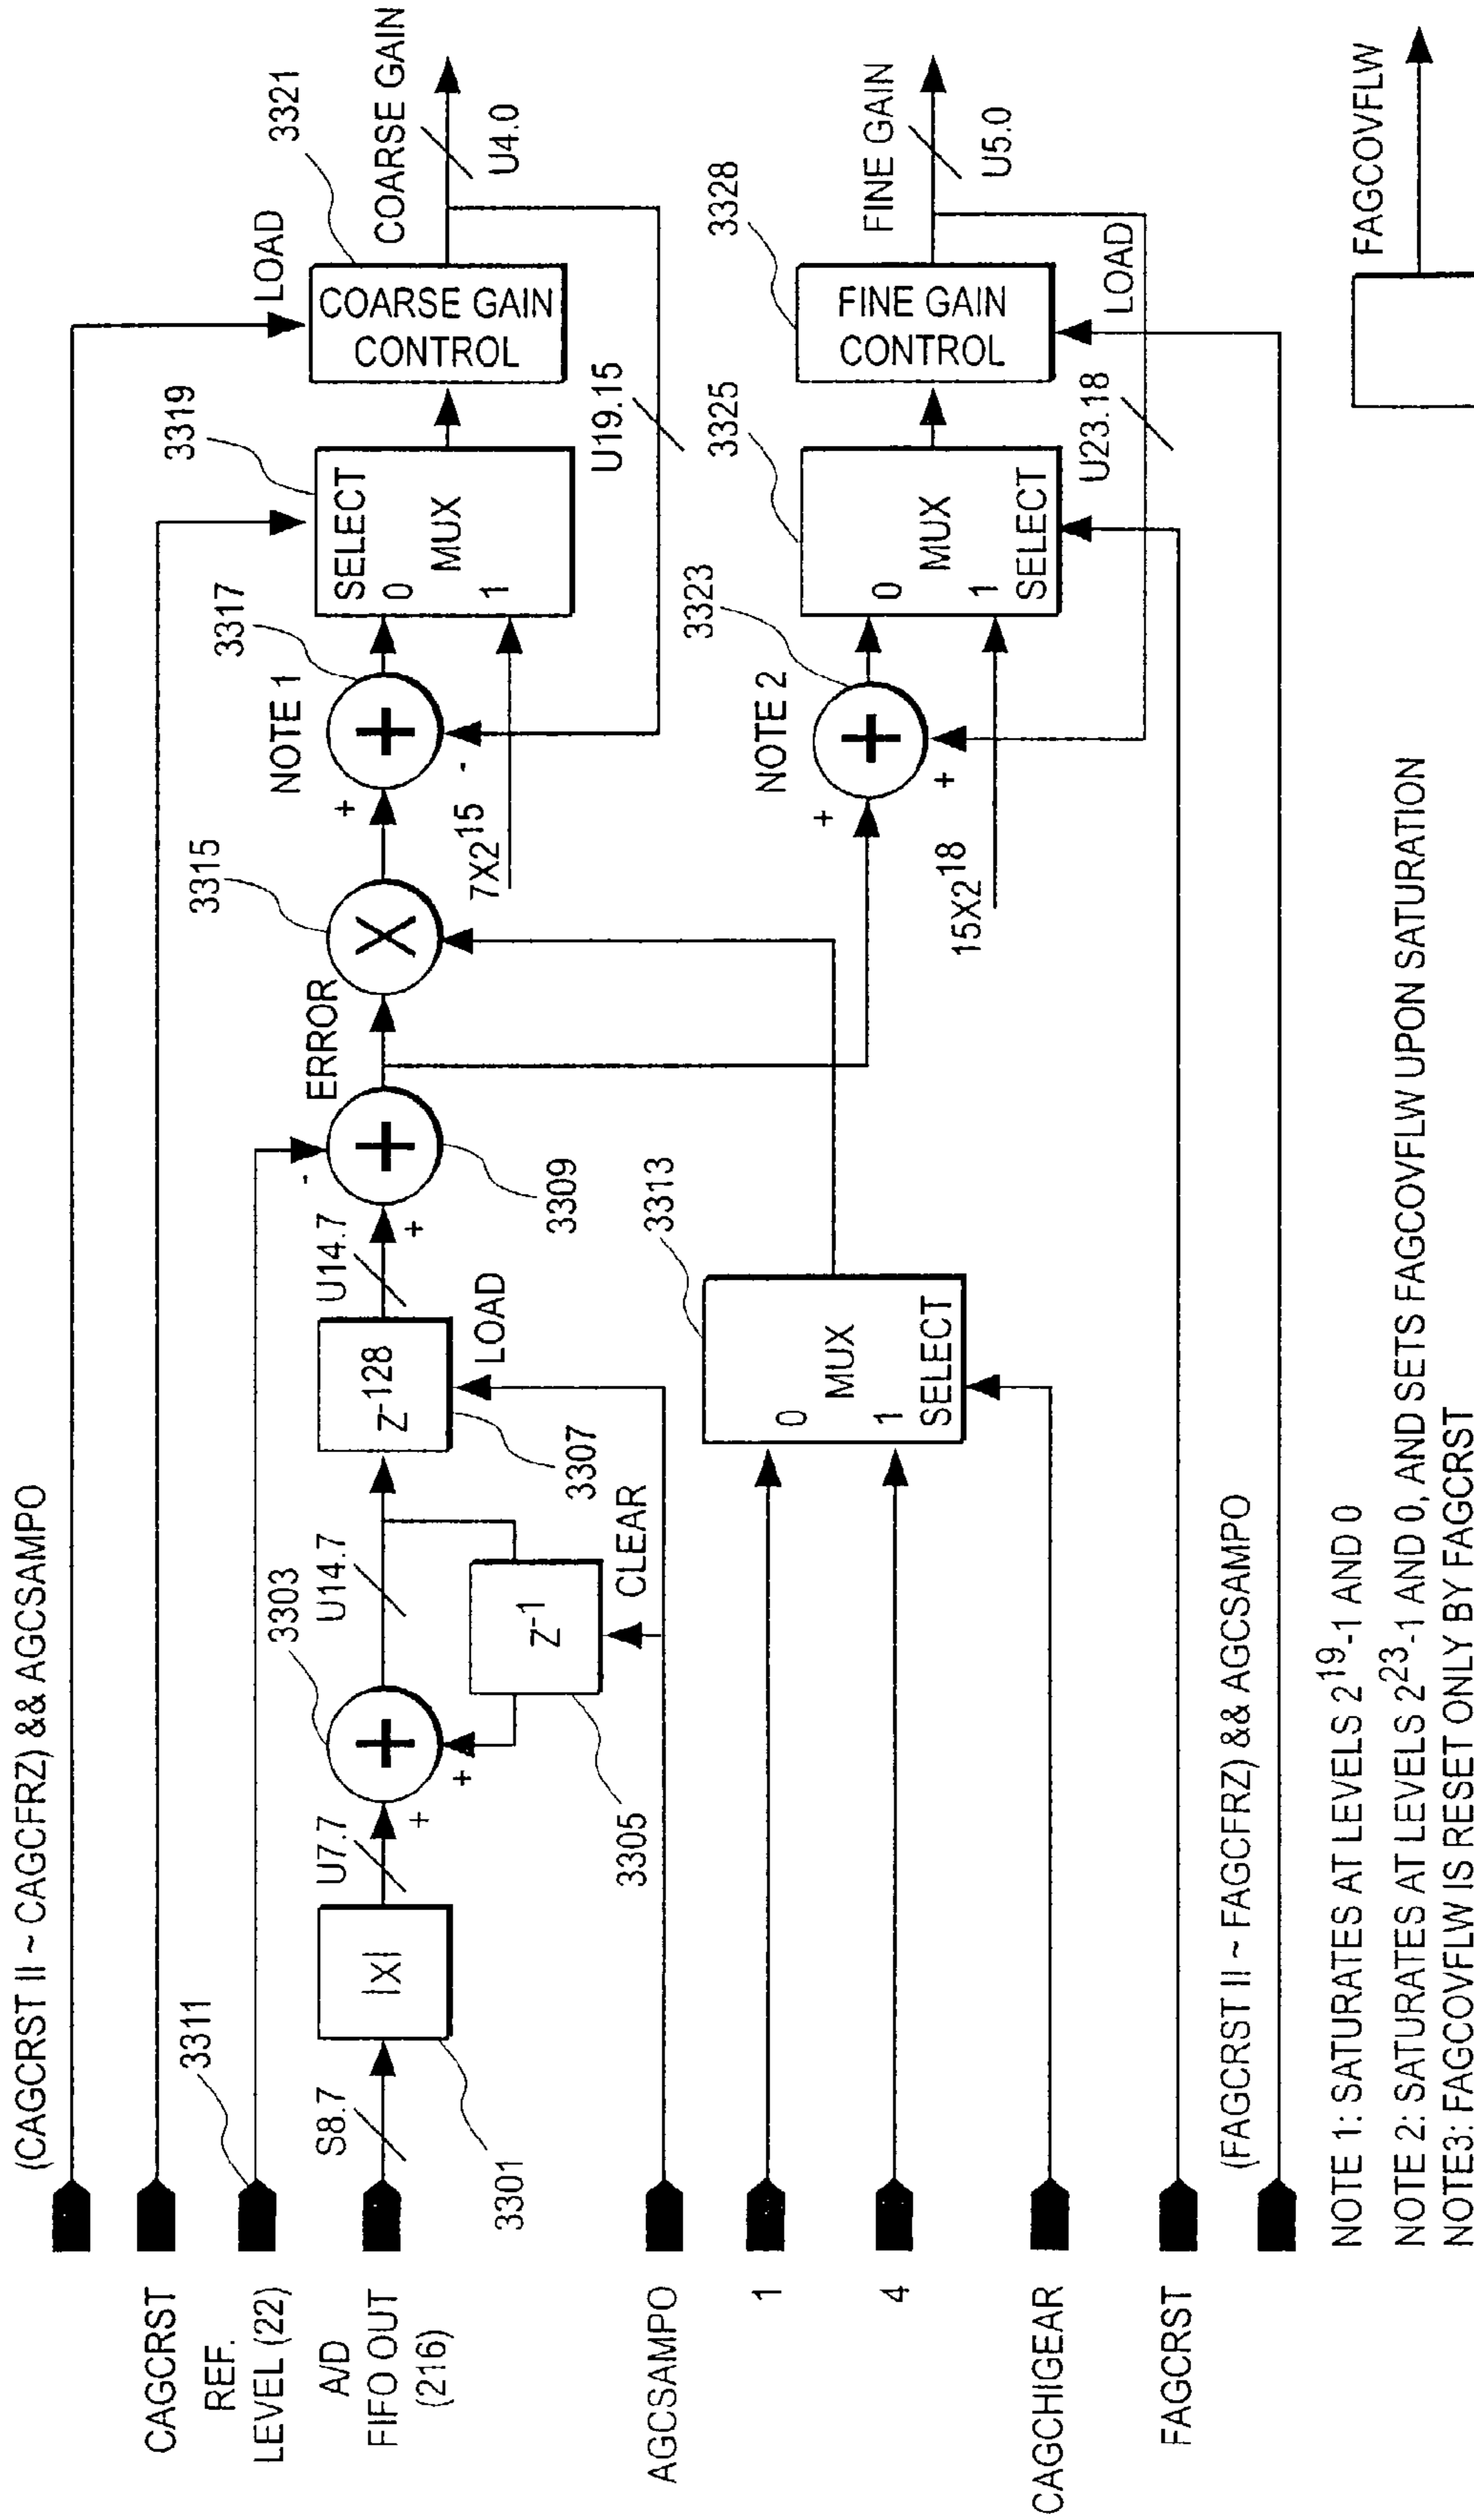 (CAGCRST II ~ CAGCFRZ) && AGCSAMPO
CAGCRST
REF.
LEVEL (22)
3311
A/D
FIFO OUT
(216)
S8.7
|X|
3301
U7.7
+
+
+
3303
U14.7
Z-1
3305
CLEAR
Z-128
3307
LOAD
U14.7
+
-
+
3309
ERROR
X
3315
+
+
-
NOTE 1
3317
7X2^15
SELECT
0
MUX
1
3319
LOAD
COARSE GAIN
CONTROL
3321
U19.15
COARSE GAIN
U4.0
AGCSAMPO
1
4
CAGCHIGEAR
0
MUX
1
SELECT
3313
+
+
+
NOTE 2
3323
15X2^18
0
MUX
1
SELECT
3325
FINE GAIN
CONTROL
3328
LOAD
U23.18
FINE GAIN
U5.0
FAGCRST
(FAGCRST II ~ FAGCFRZ) && AGCSAMPO
FAGCOVFLW
NOTE 1: SATURATES AT LEVELS 2^19-1 AND 0
NOTE 2: SATURATES AT LEVELS 2^23-1 AND 0, AND SETS FAGCOVFLW UPON SATURATION
NOTE3: FAGCOVFLW IS RESET ONLY BY FAGCRST